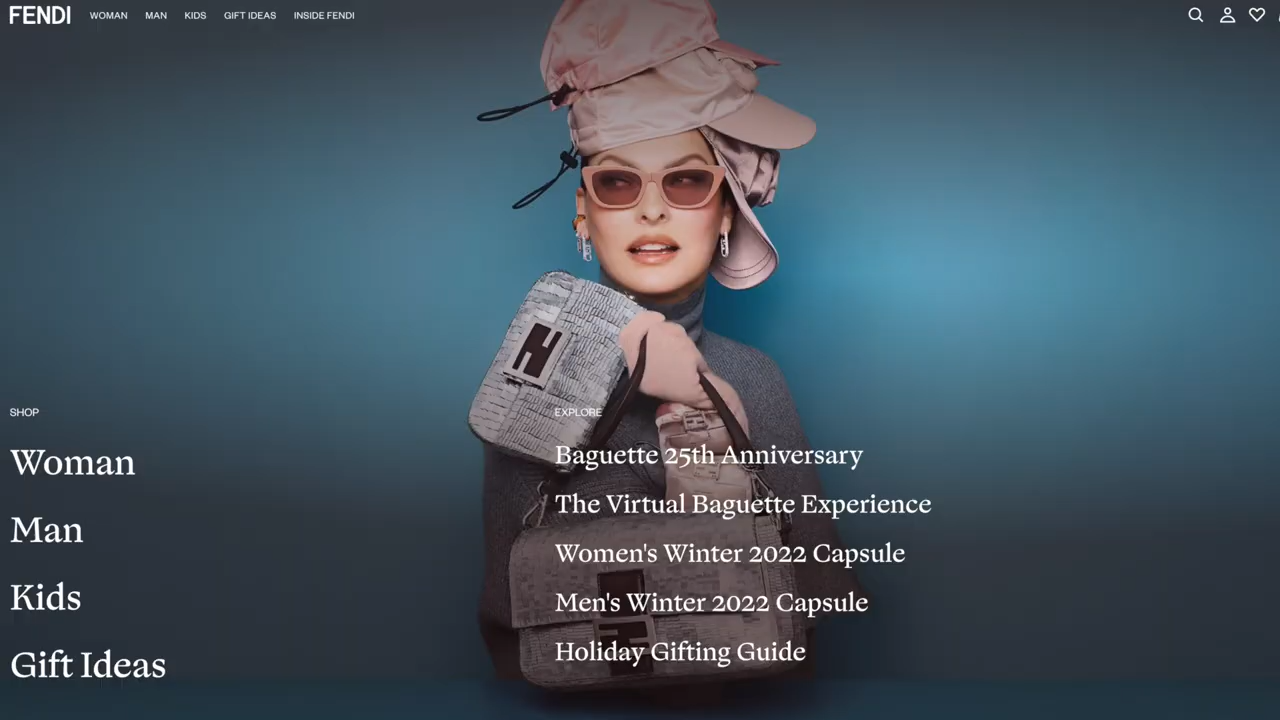 FENDI
WOMAN MAN KIDS GIFT IDEAS INSIDE FENDI
SHOP
Woman
Man
Kids
Gift Ideas
EXPLORE
Baguette 25th Anniversary
The Virtual Baguette Experience
Women's Winter 2022 Capsule
Men's Winter 2022 Capsule
Holiday Gifting Guide